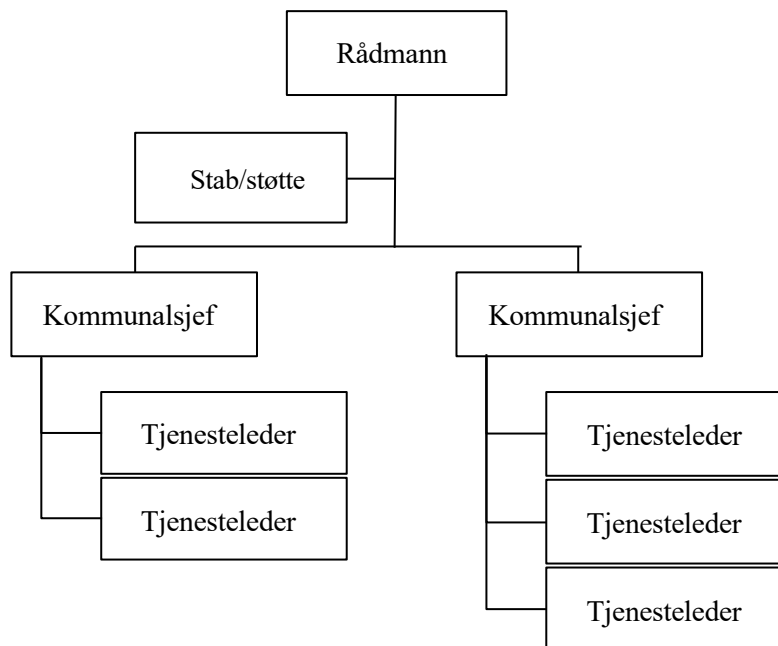 Rådmann
Stab/støtte
Kommunalsjef
Kommunalsjef
Tjenesteleder
Tjenesteleder
Tjenesteleder
Tjenesteleder
Tjenesteleder